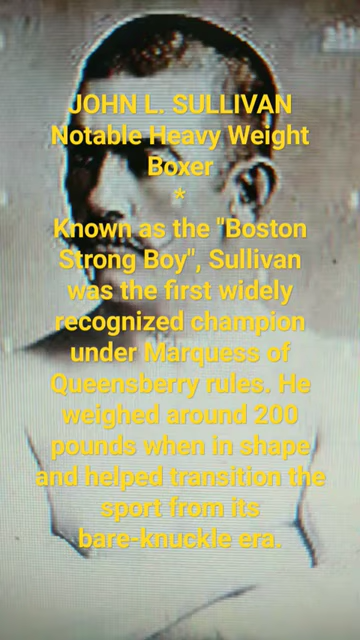 JOHN L. SULLIVAN
Notable Heavy Weight
Boxer
*
Known as the "Boston
Strong Boy", Sullivan
was the first widely
recognized champion
under Marquess of
Queensberry rules. He
weighed around 200
pounds when in shape
and helped transition the
sport from its
bare-knuckle era.